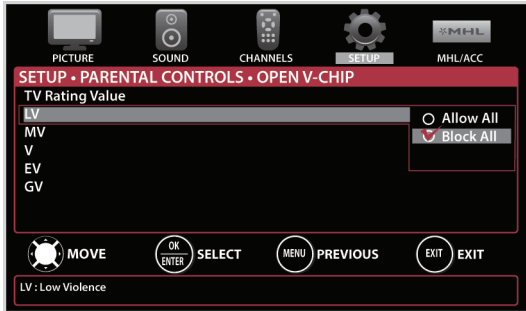 MHL
PICTURE SOUND CHANNELS SETUP MHL/ACC
SETUP • PARENTAL CONTROLS • OPEN V-CHIP
TV Rating Value
LV
Allow All
MV
Block All
V
EV
GV
MOVE OK ENTER SELECT MENU PREVIOUS EXIT EXIT
LV : Low Violence